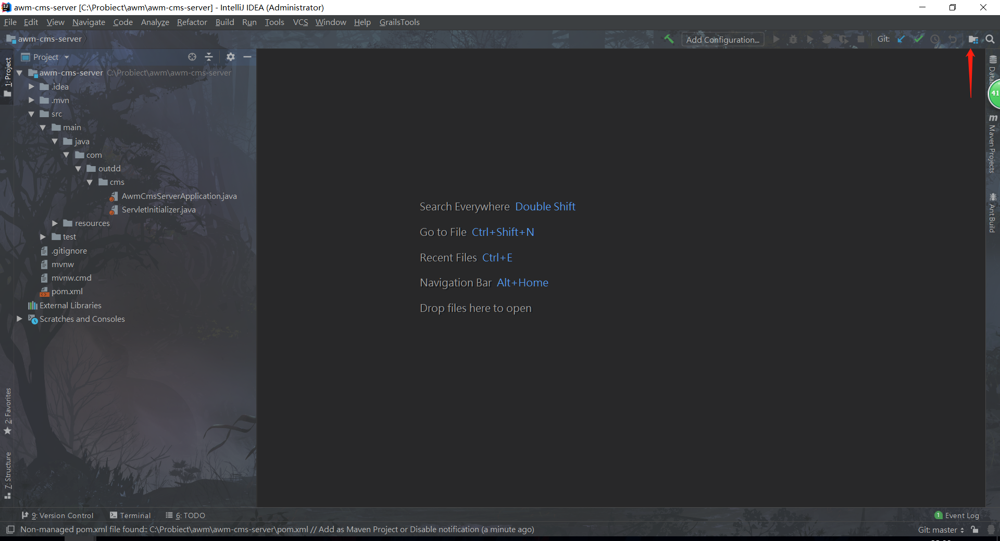 awm-cms-server [C:\Probiect\awm\awm-cms-server] - IntelliJ IDEA (Administrator)
File Edit View Navigate Code Analyze Refactor Build Run Tools VCS Window Help GrailsTools
awm-cms-server
Add Configuration...
Git:
1: Project
Project
awm-cms-server C:\Probiect\awm\awm-cms-server
.idea
.mvn
src
main
java
com
outdd
cms
AwmCmsServerApplication.java
ServletInitializer.java
resources
test
.gitignore
mvnw
mvnw.cmd
pom.xml
External Libraries
Scratches and Consoles
2: Favorites
7: Structure
Search Everywhere Double Shift
Go to File Ctrl+Shift+N
Recent Files Ctrl+E
Navigation Bar Alt+Home
Drop files here to open
41
m Maven Projects
Ant Build
9: Version Control
Terminal
6: TODO
1 Event Log
Non-managed pom.xml file found:: C:\Probiect\awm\awm-cms-server\pom.xml // Add as Maven Project or Disable notification (a minute ago)
Git: master